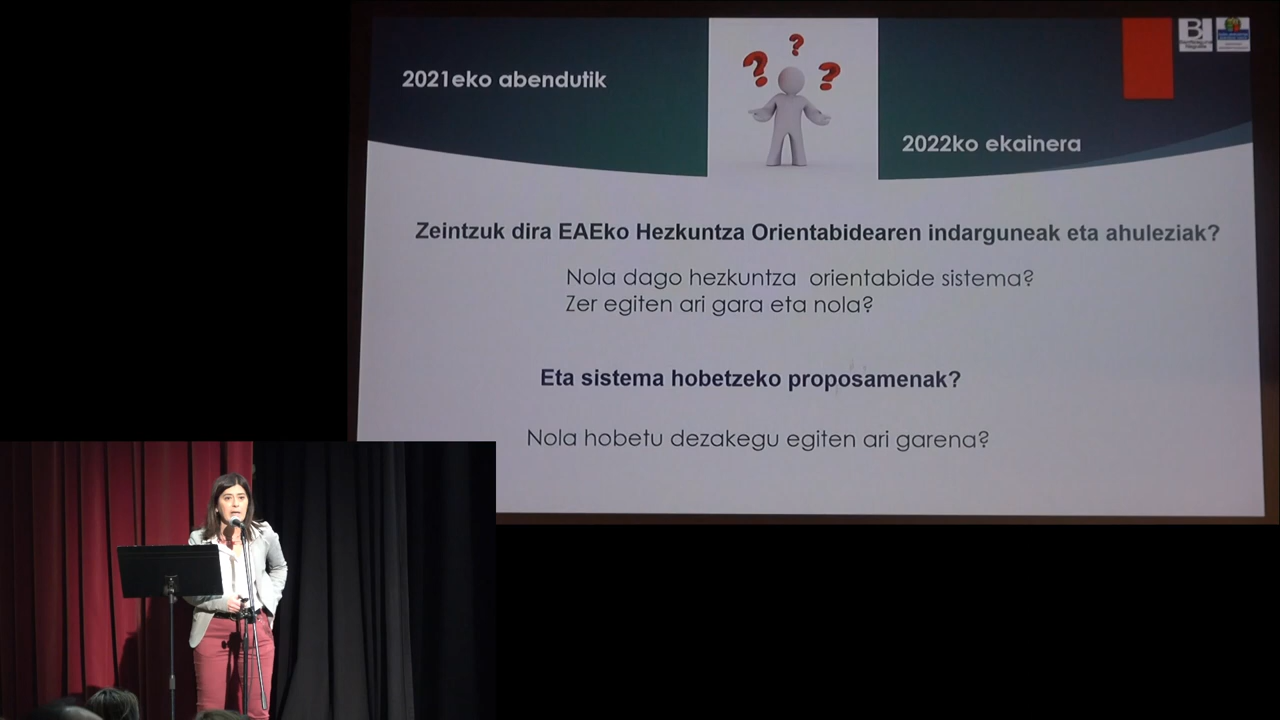 2021eko abendutik
2022ko ekainera
Zeintzuk dira EAEko Hezkuntza Orientabidearen indarguneak eta ahuleziak?
Nola dago hezkuntza orientabide sistema?
Zer egiten ari gara eta nola?
Eta sistema hobetzeko proposamenak?
Nola hobetu dezakegu egiten ari garena?